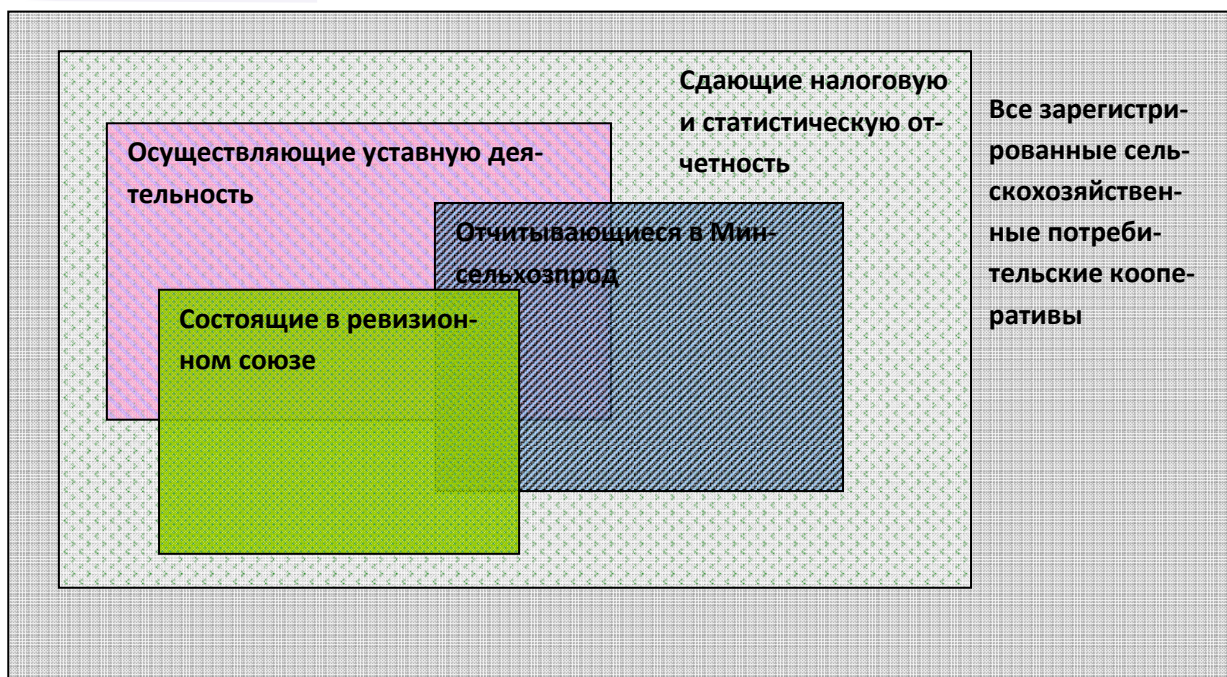 Сдающие налоговую
и статистическую от-
четность
Все зарегистри-
рованные сель-
скохозяйствен-
ные потреби-
тельские коопе-
ративы
Осуществляющие уставную дея-
тельность
Отчитывающиеся в Мин-
сельхозпрод
Состоящие в ревизион-
ном союзе